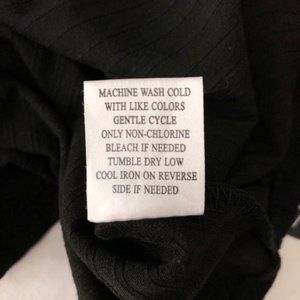 MACHINE WASH COLD
WITH LIKE COLORS
GENTLE CYCLE
ONLY NON-CHLORINE
BLEACH IF NEEDED
TUMBLE DRY LOW
COOL IRON ON REVERSE
SIDE IF NEEDED